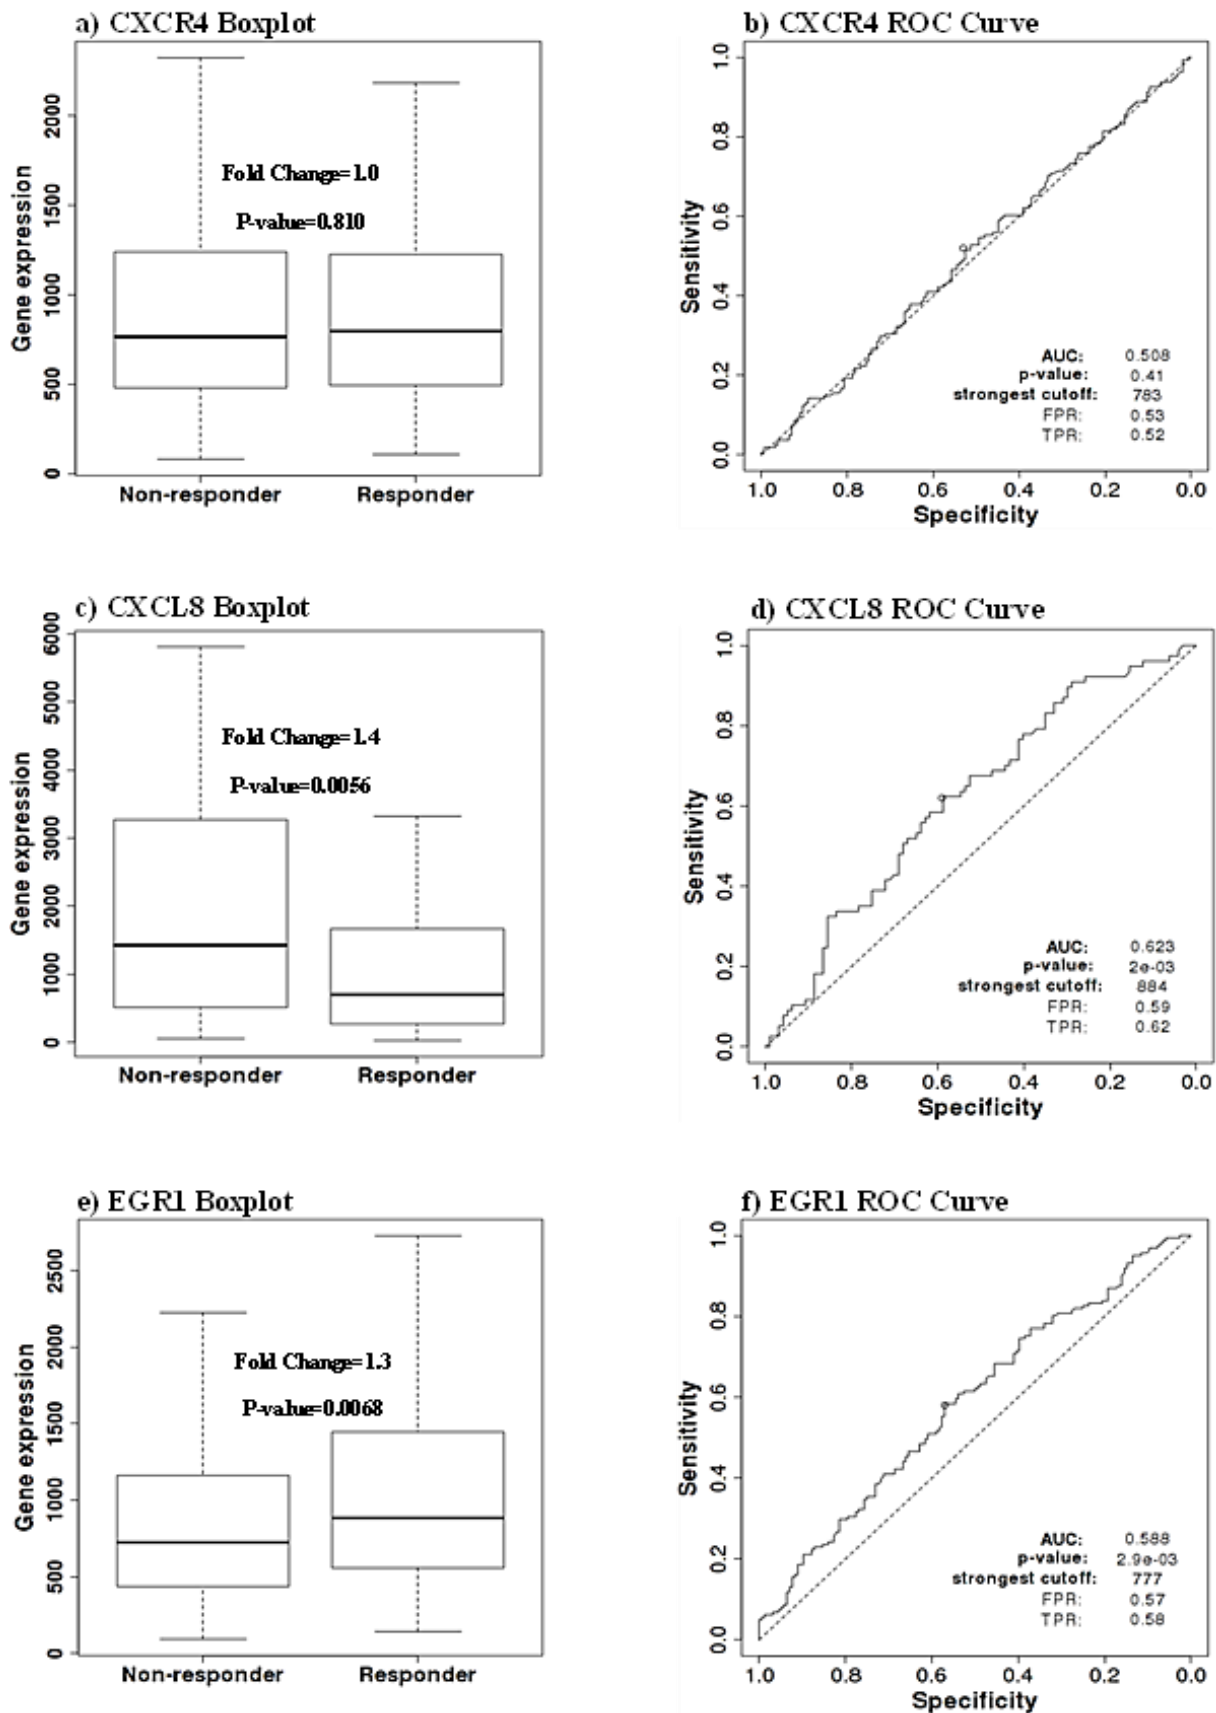 a) CXCR4 Boxplot
Gene expression
0
500
1000
1500
2000
Fold Change=1.0
P-value=0.810
Non-responder
Responder
b) CXCR4 ROC Curve
Sensitivity
0.0
0.2
0.4
0.6
0.8
1.0
AUC: 0.508
p-value: 0.41
strongest cutoff: 783
FPR: 0.53
TPR: 0.52
1.0 0.8 0.6 0.4 0.2 0.0
Specificity
c) CXCL8 Boxplot
Gene expression
0
1000
2000
3000
4000
5000
6000
Fold Change=1.4
P-value=0.0056
Non-responder
Responder
d) CXCL8 ROC Curve
Sensitivity
0.0
0.2
0.4
0.6
0.8
1.0
AUC: 0.623
p-value: 2e-03
strongest cutoff: 884
FPR: 0.59
TPR: 0.62
1.0 0.8 0.6 0.4 0.2 0.0
Specificity
e) EGR1 Boxplot
Gene expression
0
500
1000
1500
2000
2500
Fold Change=1.3
P-value=0.0068
Non-responder
Responder
f) EGR1 ROC Curve
Sensitivity
0.0
0.2
0.4
0.6
0.8
1.0
AUC: 0.588
p-value: 2.9e-03
strongest cutoff: 777
FPR: 0.57
TPR: 0.58
1.0 0.8 0.6 0.4 0.2 0.0
Specificity